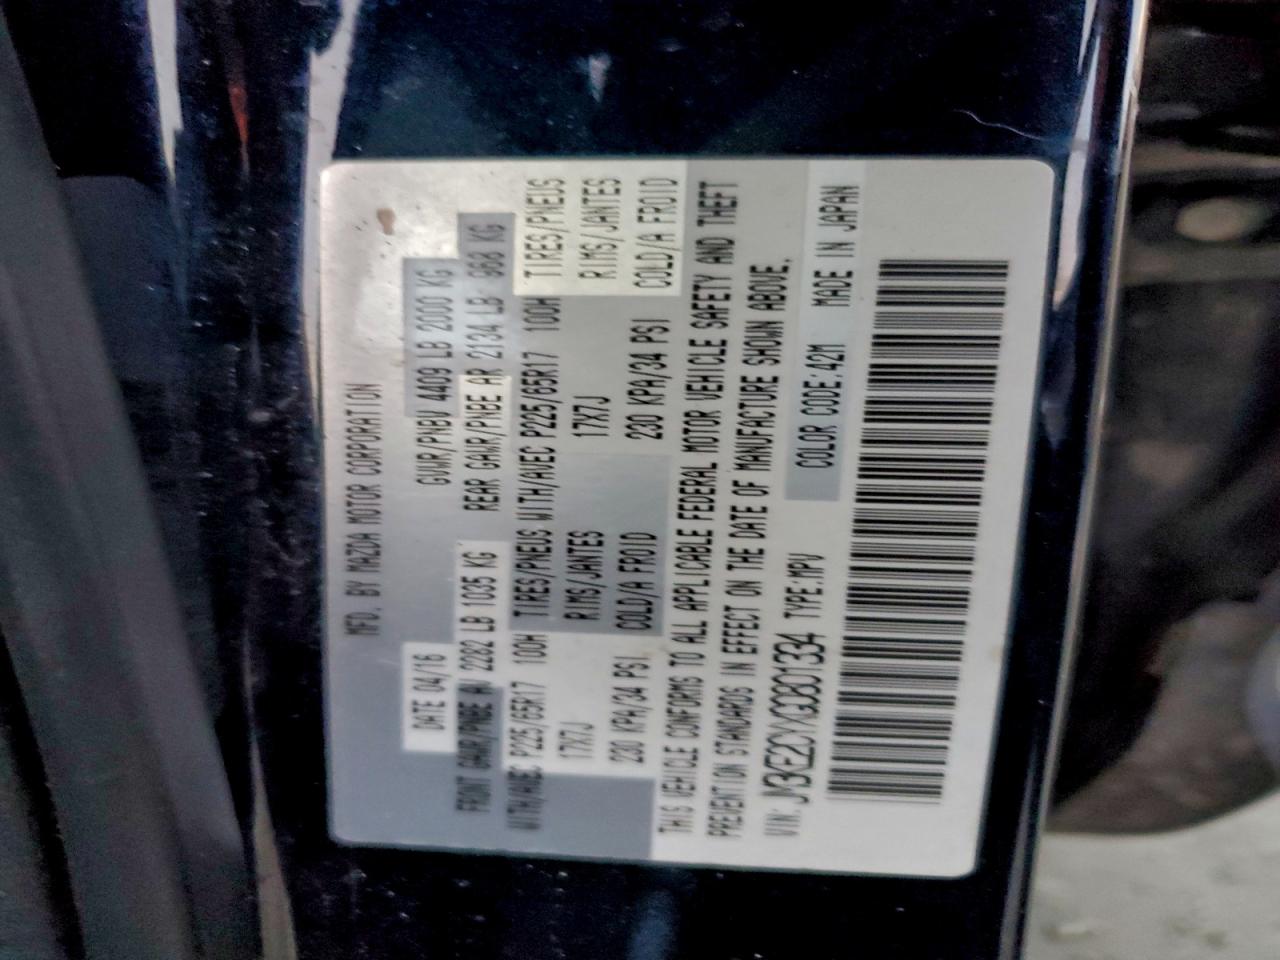 MFD. BY MAZDA MOTOR CORPORATION
DATE 04/16 GVWR/PNBV 4409 LB 2000 KG
FRONT GAWR/PNBE AV 2282 LB 1035 KG REAR GAWR/PNBE AR 2134 LB 968 KG
WITH/AVEC P225/65R17 100H TIRES/PNEUS WITH/AVEC P225/65R17 100H TIRES/PNEUS
17X7J RIMS/JANTES 17X7J RIMS/JANTES
230 KPA/34 PSI COLD/A FROID 230 KPA/34 PSI COLD/A FROID
THIS VEHICLE CONFORMS TO ALL APPLICABLE FEDERAL MOTOR VEHICLE SAFETY AND THEFT
PREVENTION STANDARDS IN EFFECT ON THE DATE OF MANUFACTURE SHOWN ABOVE.
VIN: JM3KE2CYXG0801334 TYPE:MPV COLOR CODE:42M MADE IN JAPAN